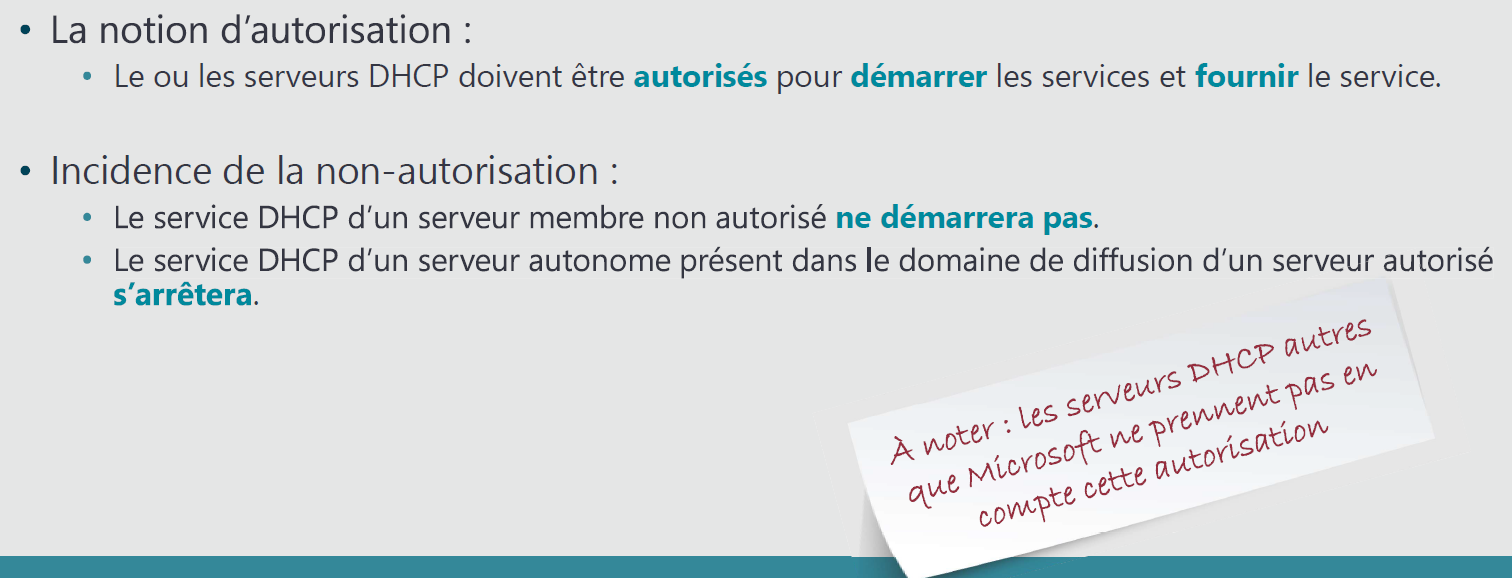 • La notion d'autorisation :
• Le ou les serveurs DHCP doivent être autorisés pour démarrer les services et fournir le service.
• Incidence de la non-autorisation :
• Le service DHCP d'un serveur membre non autorisé ne démarrera pas.
• Le service DHCP d'un serveur autonome présent dans le domaine de diffusion d'un serveur autorisé
s'arrêtera.
À noter : les serveurs DHCP autres
que Microsoft ne prennent pas en
compte cette autorisation